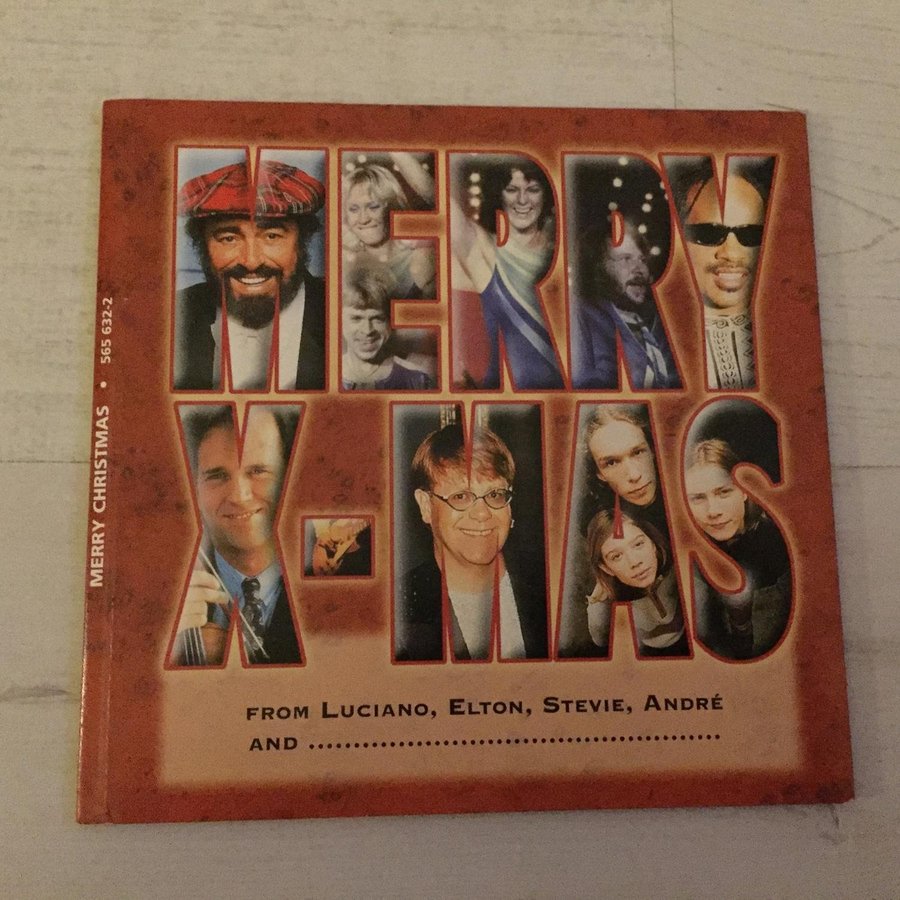 MERRY CHRISTMAS • 565 632-2
MERRY
X-MAS
FROM LUCIANO, ELTON, STEVIE, ANDRÉ
AND ..............................................